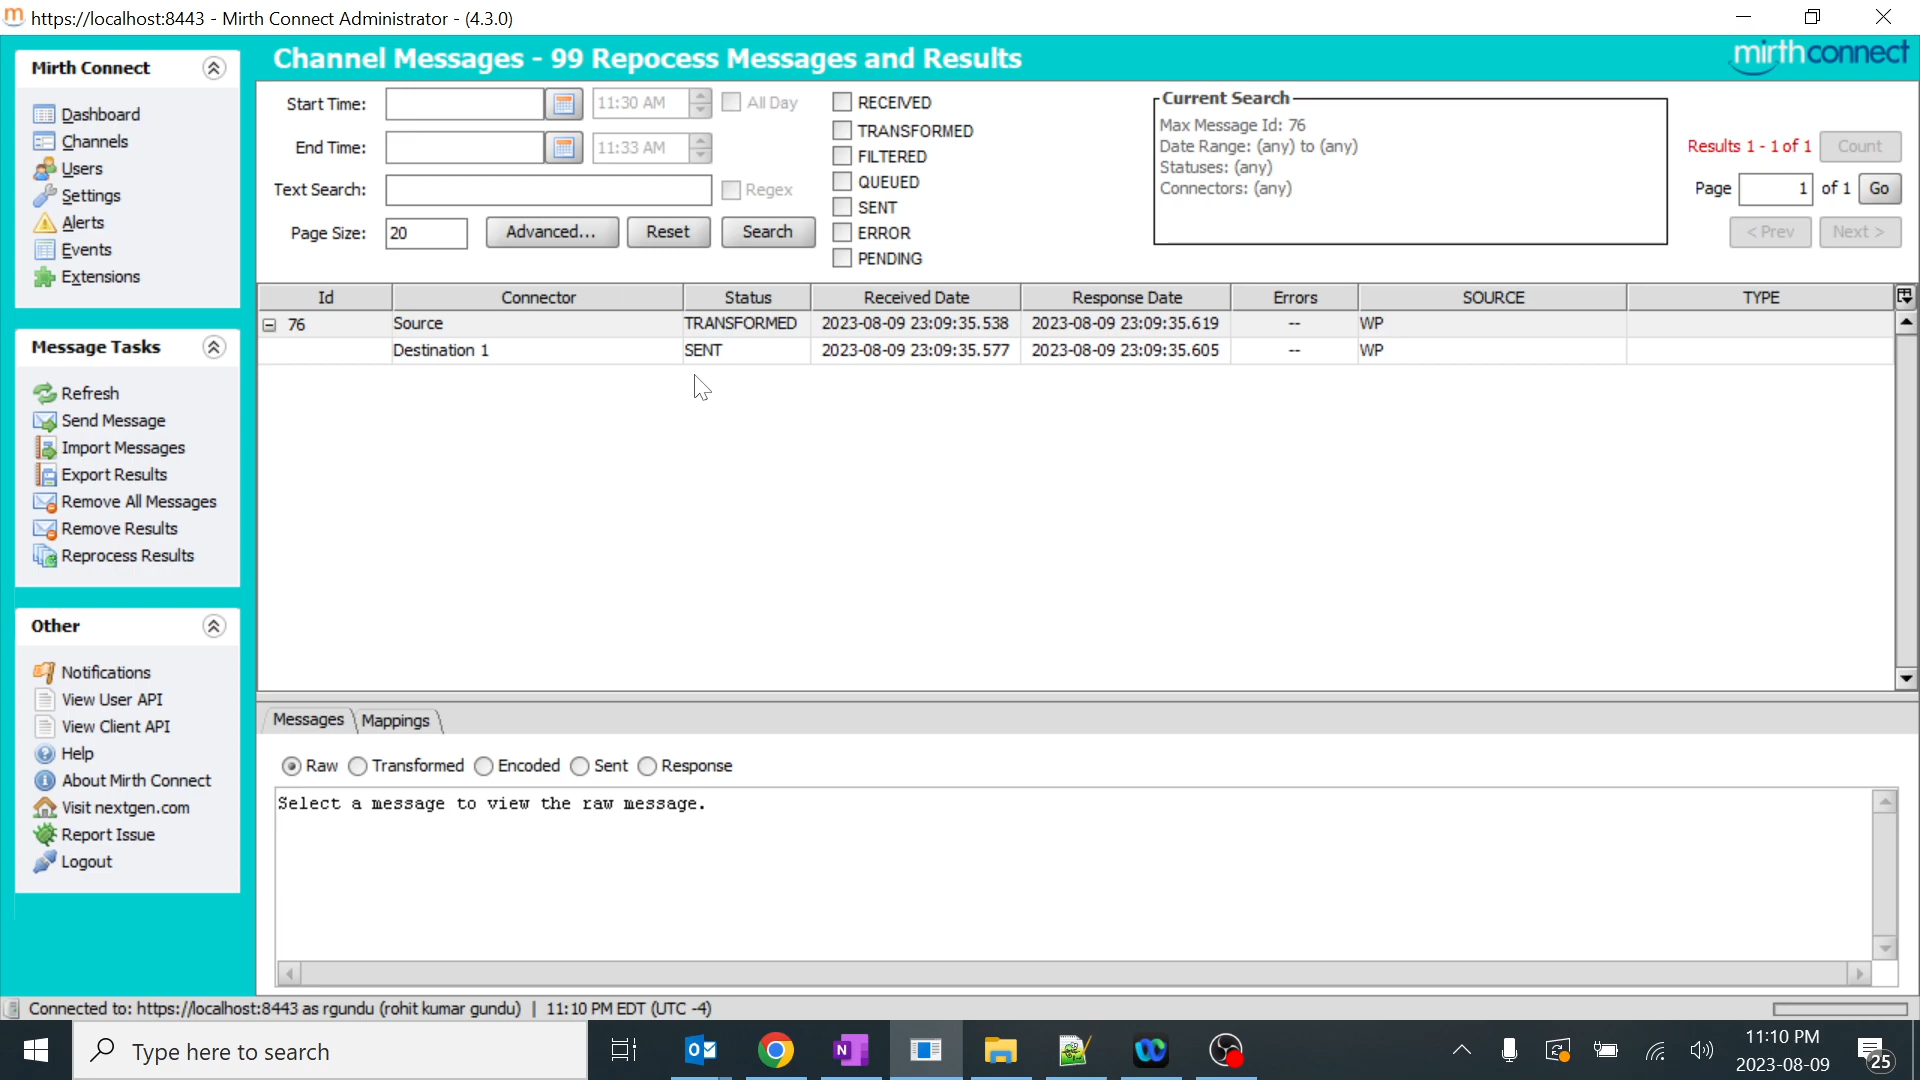 https://localhost:8443 - Mirth Connect Administrator - (4.3.0)
Channel Messages - 99 Repocess Messages and Results
mirthconnect
Mirth Connect
Dashboard
Channels
Users
Settings
Alerts
Events
Extensions
Message Tasks
Refresh
Send Message
Import Messages
Export Results
Remove All Messages
Remove Results
Reprocess Results
Other
Notifications
View User API
View Client API
Help
About Mirth Connect
Visit nextgen.com
Report Issue
Logout
Start Time: 11:30 AM All Day
End Time: 11:33 AM
Text Search: Regex
Page Size: 20 Advanced... Reset Search
RECEIVED
TRANSFORMED
FILTERED
QUEUED
SENT
ERROR
PENDING
Current Search
Max Message Id: 76
Date Range: (any) to (any)
Statuses: (any)
Connectors: (any)
Results 1 - 1 of 1 Count
Page 1 of 1 Go
< Prev Next >
Id Connector Status Received Date Response Date Errors SOURCE TYPE
76 Source TRANSFORMED 2023-08-09 23:09:35.538 2023-08-09 23:09:35.619 -- WP
Destination 1 SENT 2023-08-09 23:09:35.577 2023-08-09 23:09:35.605 -- WP
Messages Mappings
Raw Transformed Encoded Sent Response
Select a message to view the raw message.
Connected to: https://localhost:8443 as rgundu (rohit kumar gundu) | 11:10 PM EDT (UTC -4)
Type here to search
11:10 PM
2023-08-09
25